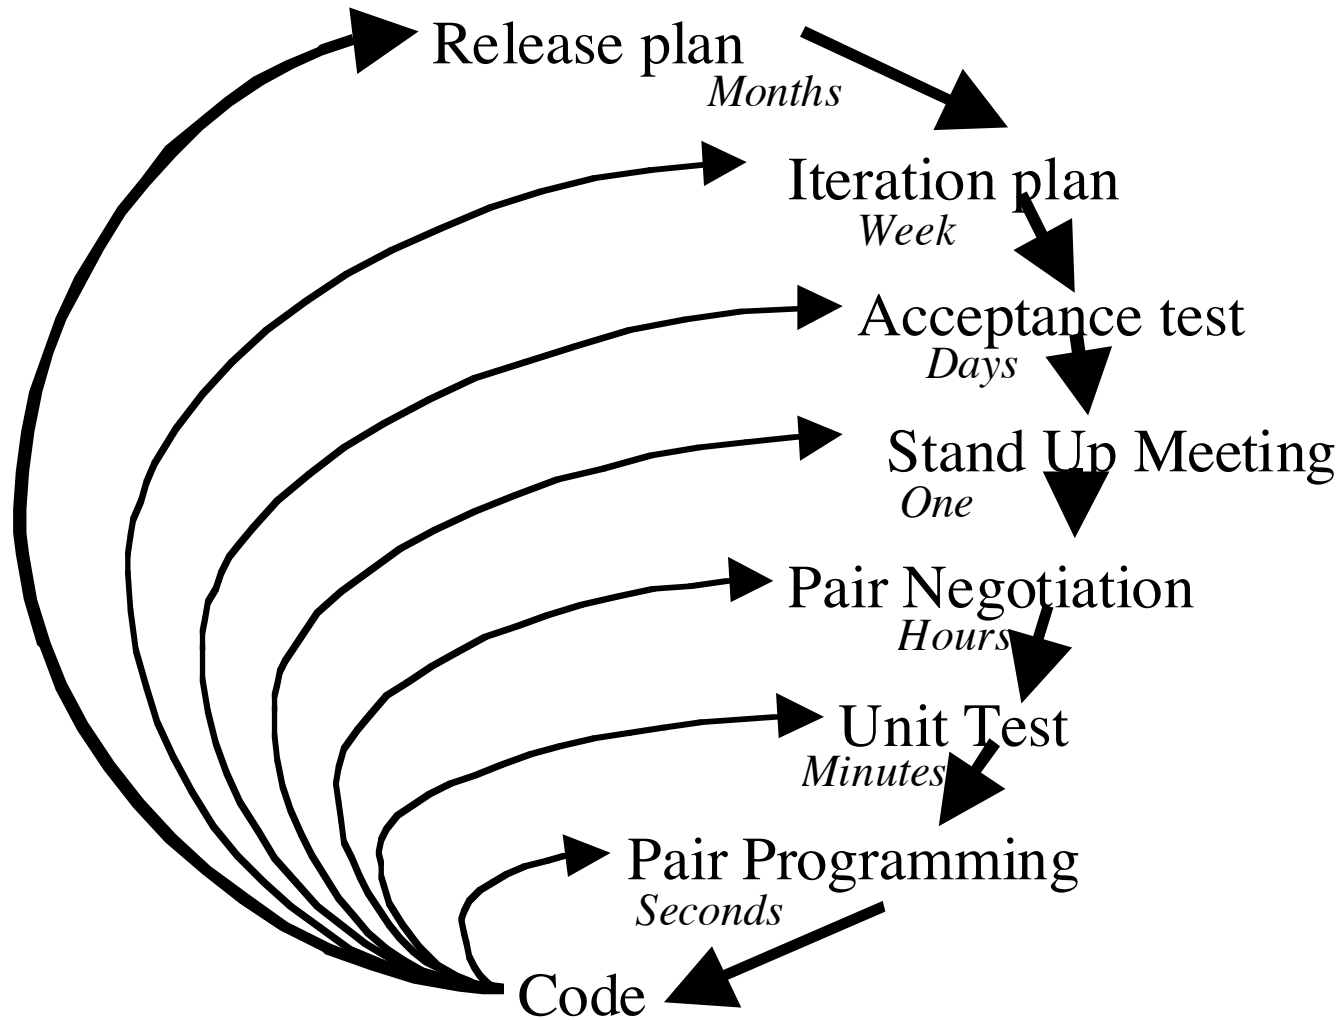 Release plan
Months
Iteration plan
Week
Acceptance test
Days
Stand Up Meeting
One
Pair Negotiation
Hours
Unit Test
Minutes
Pair Programming
Seconds
Code